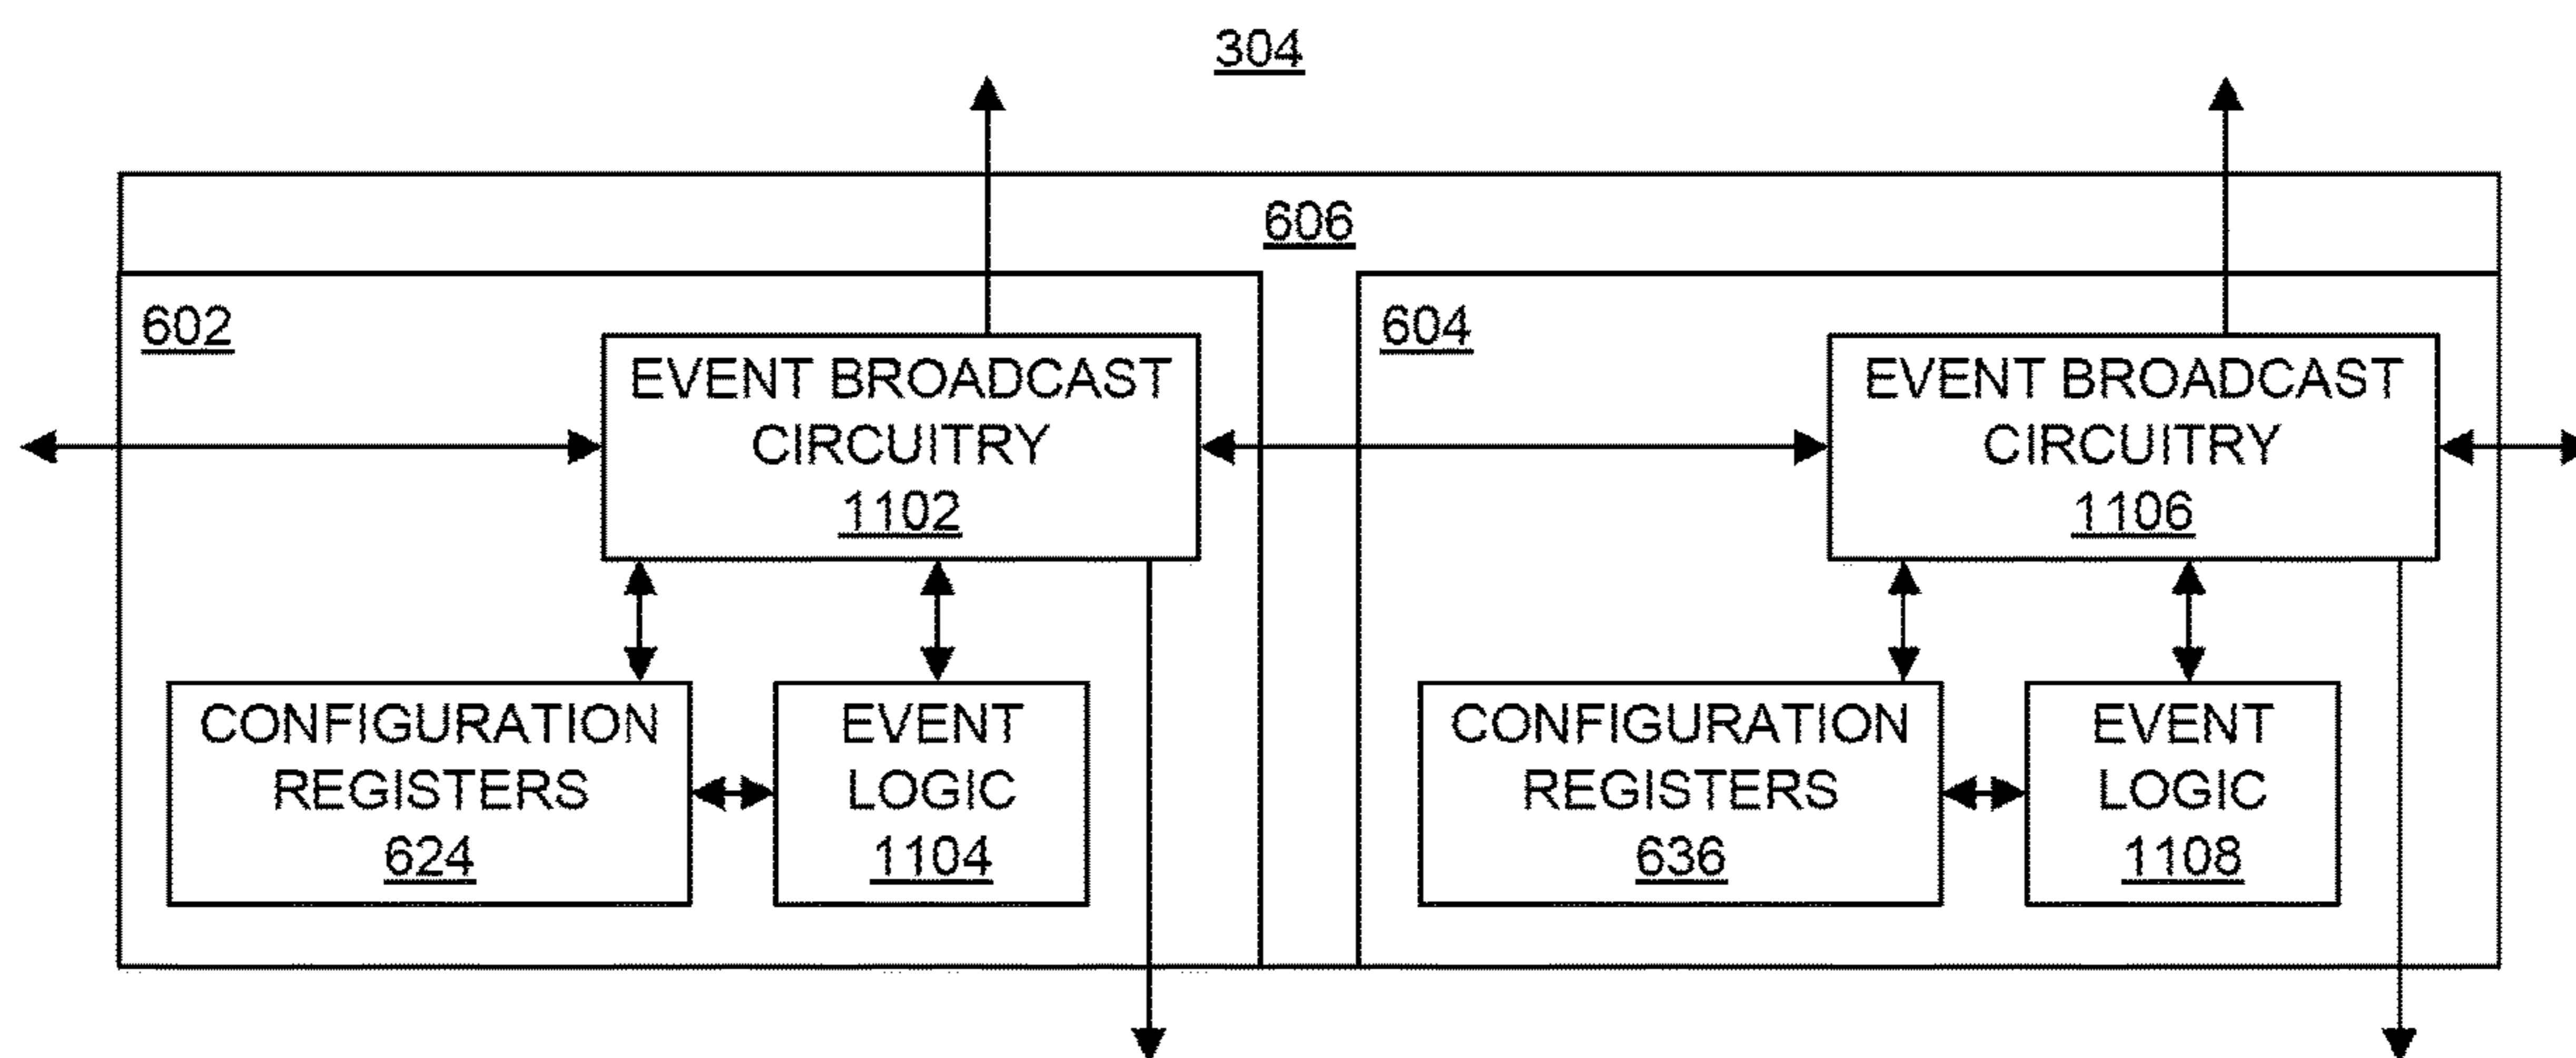 304
606
602
EVENT BROADCAST
CIRCUITRY
1102
CONFIGURATION
REGISTERS
624
EVENT
LOGIC
1104
604
EVENT BROADCAST
CIRCUITRY
1106
CONFIGURATION
REGISTERS
636
EVENT
LOGIC
1108